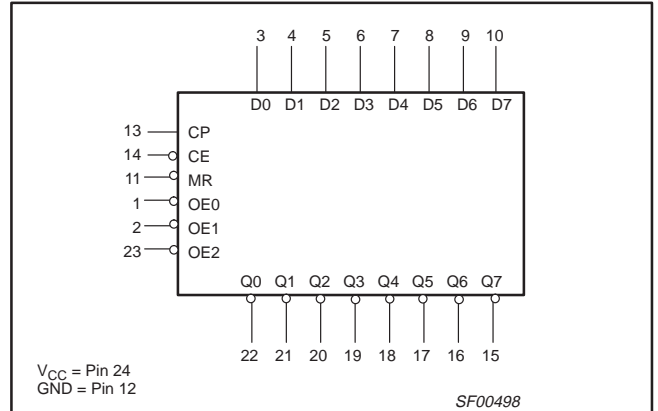 3 4 5 6 7 8 9 10
D0 D1 D2 D3 D4 D5 D6 D7
13 CP
14 CE
11 MR
1 OE0
2 OE1
23 OE2
Q0 Q1 Q2 Q3 Q4 Q5 Q6 Q7
22 21 20 19 18 17 16 15
VCC = Pin 24
GND = Pin 12
SF00498